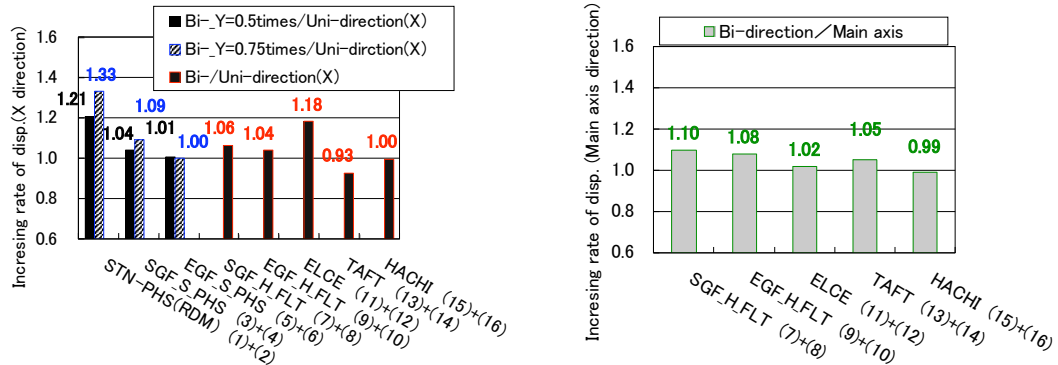 Bi-_Y=0.5times/Uni-direction(X)
Bi-_Y=0.75times/Uni-dirction(X)
Bi-/Uni-direction(X)
Incresing rate of disp.(X direction)
1.6
1.4
1.2
1.0
0.8
0.6
1.21
1.33
1.04
1.09
1.01
1.00
1.06
1.04
1.18
0.93
1.00
STN-PHS(RDM) (1)+(2)
SGF_S_PHS (3)+(4)
EGF_S_PHS (5)+(6)
SGF_H_FLT (7)+(8)
EGF_H_FLT (9)+(10)
ELCE (11)+(12)
TAFT (13)+(14)
HACHI (15)+(16)
Bi-direction／Main axis
Incresing rate of disp. (Main axis direction)
1.6
1.4
1.2
1.0
0.8
0.6
1.10
1.08
1.02
1.05
0.99
SGF_H_FLT (7)+(8)
EGF_H_FLT (9)+(10)
ELCE (11)+(12)
TAFT (13)+(14)
HACHI (15)+(16)